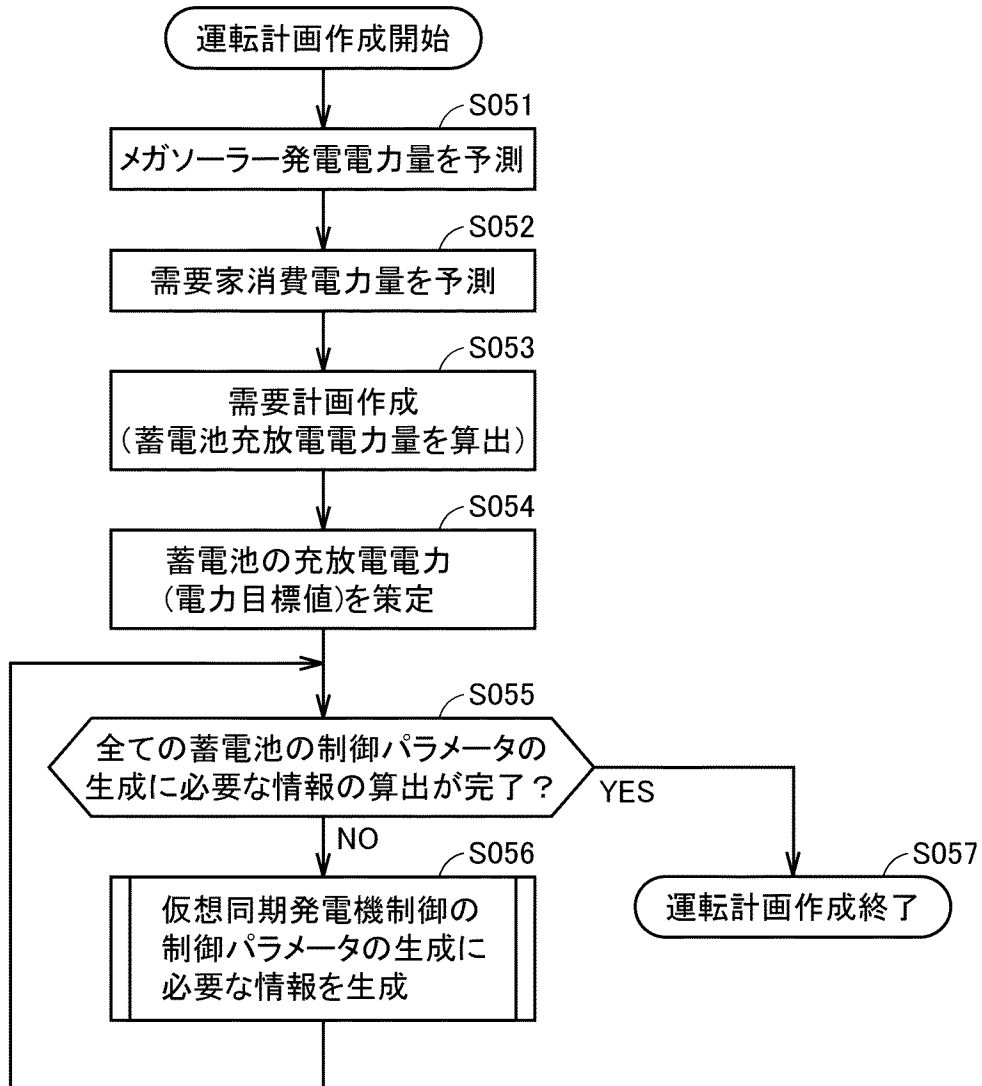 運転計画作成開始
S051
メガソーラー発電電力量を予測
S052
需要家消費電力量を予測
S053
需要計画作成
(蓄電池充放電電力量を算出)
S054
蓄電池の充放電電力
(電力目標値)を策定
S055
全ての蓄電池の制御パラメータの
生成に必要な情報の算出が完了?
YES
NO
S056
仮想同期発電機制御の
制御パラメータの生成に
必要な情報を生成
S057
運転計画作成終了